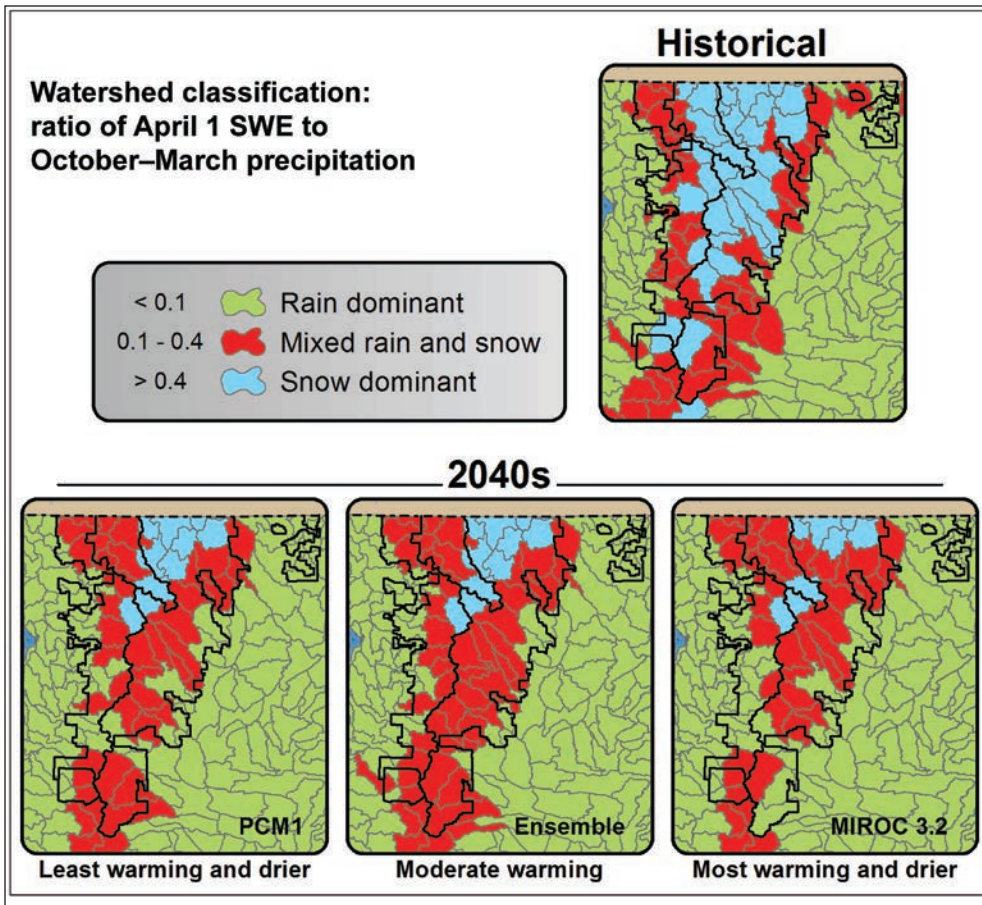 Historical
Watershed classification:
ratio of April 1 SWE to
October–March precipitation
< 0.1 Rain dominant
0.1 - 0.4 Mixed rain and snow
> 0.4 Snow dominant
2040s
PCM1
Ensemble
MIROC 3.2
Least warming and drier
Moderate warming
Most warming and drier